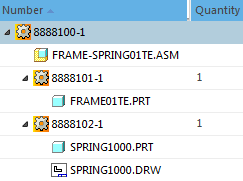 Number Quantity
8888100-1
FRAME-SPRING01TE.ASM
8888101-1 1
FRAME01TE.PRT
8888102-1 1
SPRING1000.PRT
SPRING1000.DRW